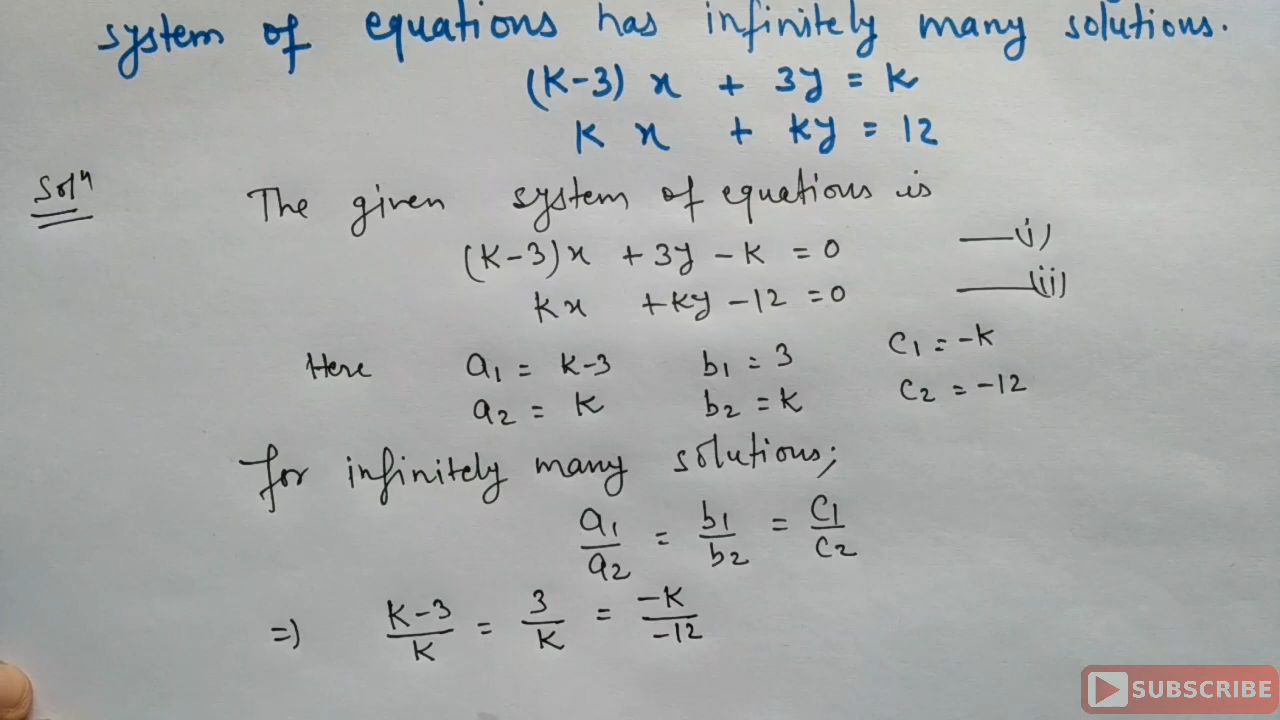 system of equations has infinitely many solutions.
(K-3) x + 3y = k
K x + ky = 12
Solⁿ The given system of equations is
(K-3)x + 3y - K = 0 —(i)
Kx + Ky - 12 = 0 —(ii)
Here a₁ = K-3 b₁ = 3 C₁ = -K
a₂ = K b₂ = K C₂ = -12
For infinitely many solutions;
a₁/a₂ = b₁/b₂ = C₁/C₂
=) K-3/K = 3/K = -K/-12
SUBSCRIBE